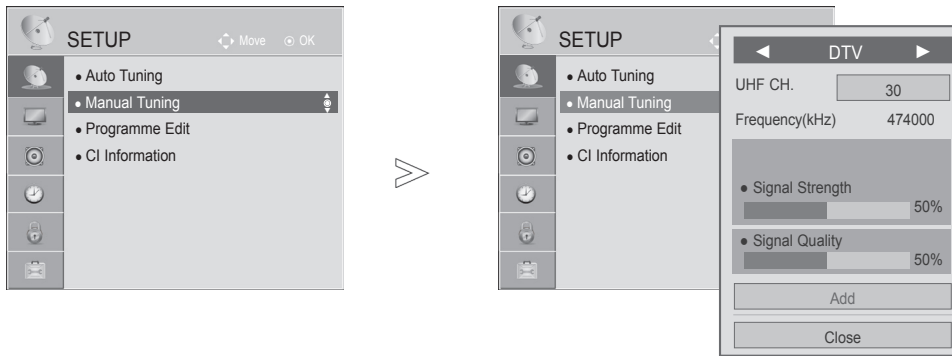 SETUP
Move OK
• Auto Tuning
• Manual Tuning
• Programme Edit
• CI Information
>
SETUP
• Auto Tuning
• Manual Tuning
• Programme Edit
• CI Information
◄ DTV ►
UHF CH. 30
Frequency(kHz) 474000
• Signal Strength
50%
• Signal Quality
50%
Add
Close